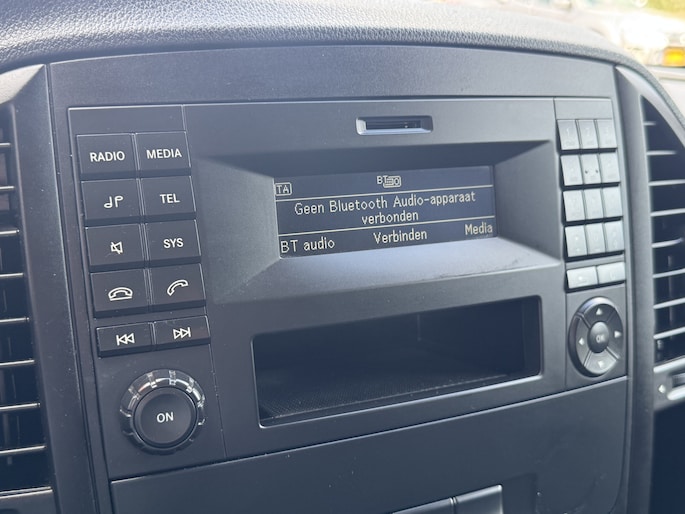 RADIO MEDIA
TEL
SYS
ON
TA BT
Geen Bluetooth Audio-apparaat
verbonden
BT audio Verbinden Media
OK